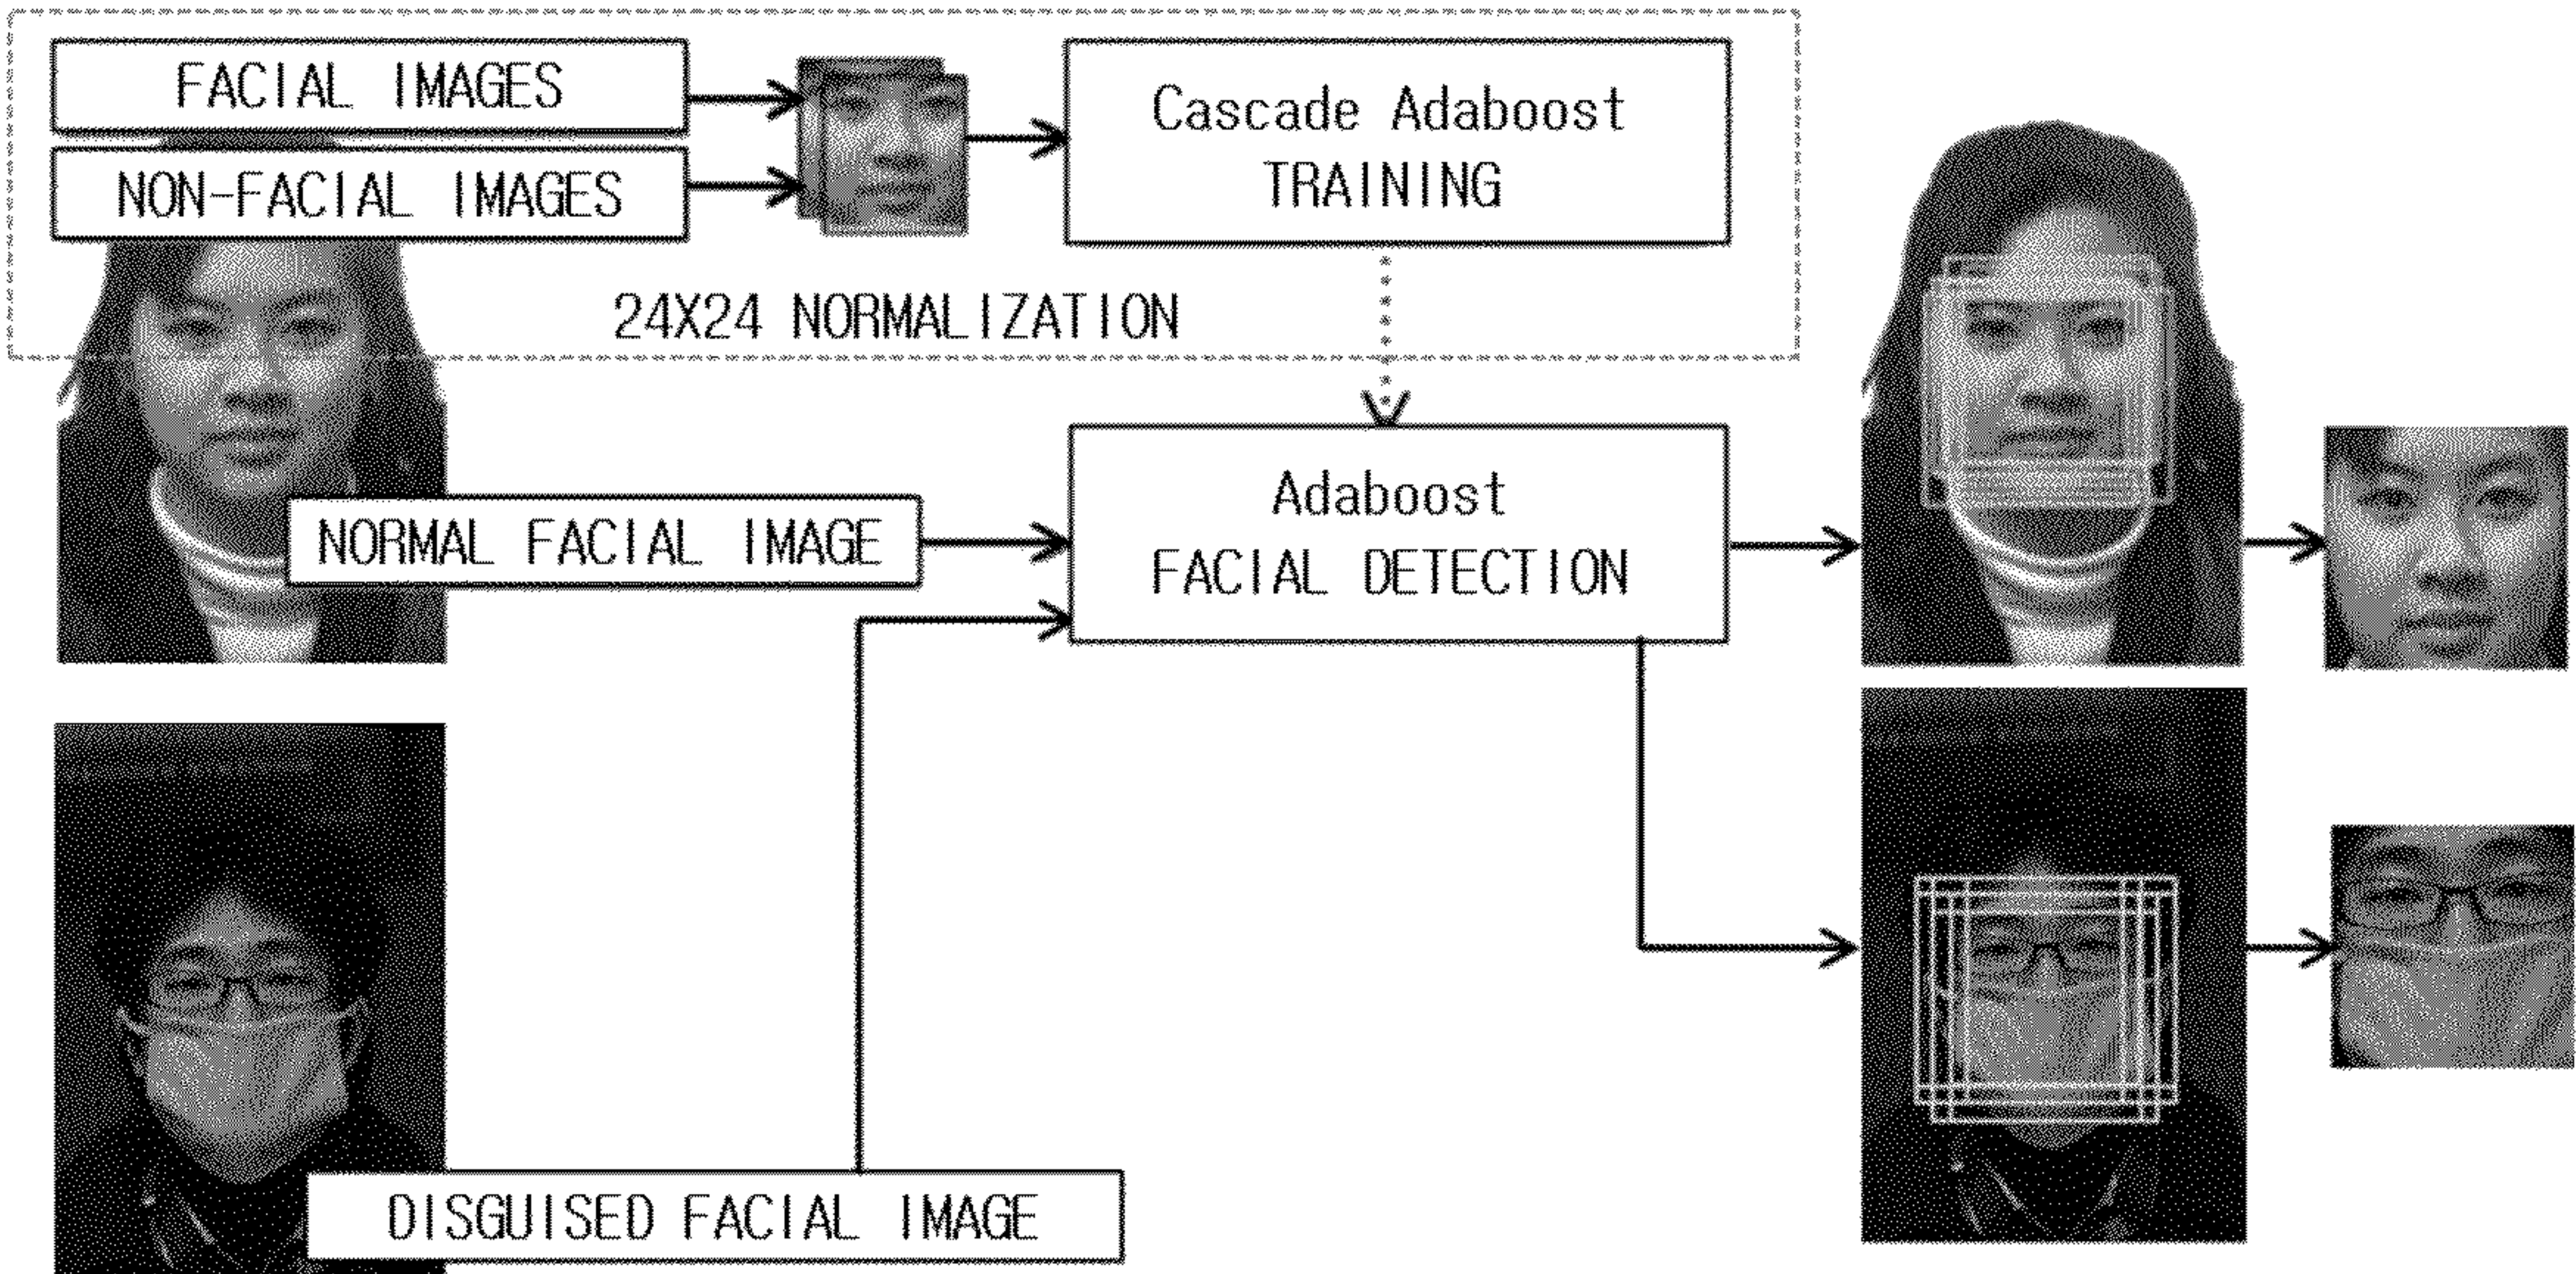 FACIAL IMAGES
NON-FACIAL IMAGES
Cascade Adaboost
TRAINING
24X24 NORMALIZATION
NORMAL FACIAL IMAGE
Adaboost
FACIAL DETECTION
DISGUISED FACIAL IMAGE